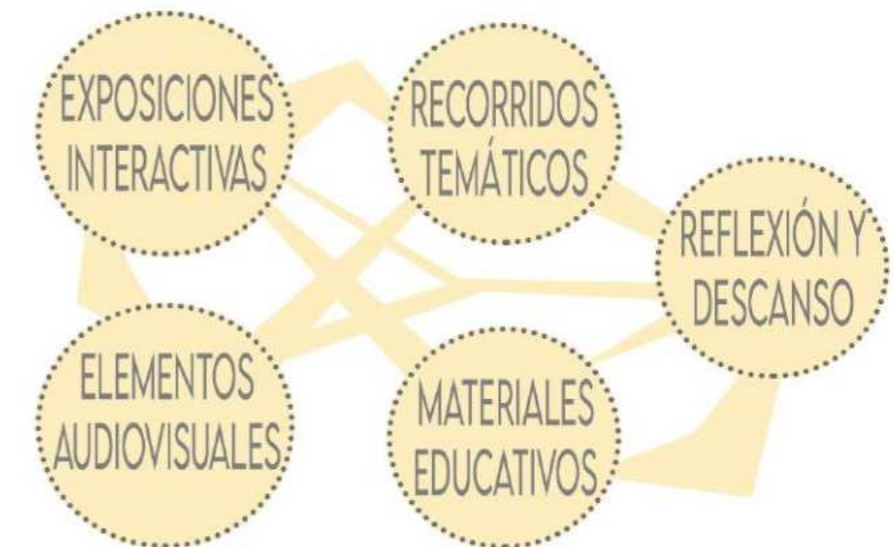 EXPOSICIONES
INTERACTIVAS
RECORRIDOS
TEMÁTICOS
REFLEXIÓN Y
DESCANSO
ELEMENTOS
AUDIOVISUALES
MATERIALES
EDUCATIVOS